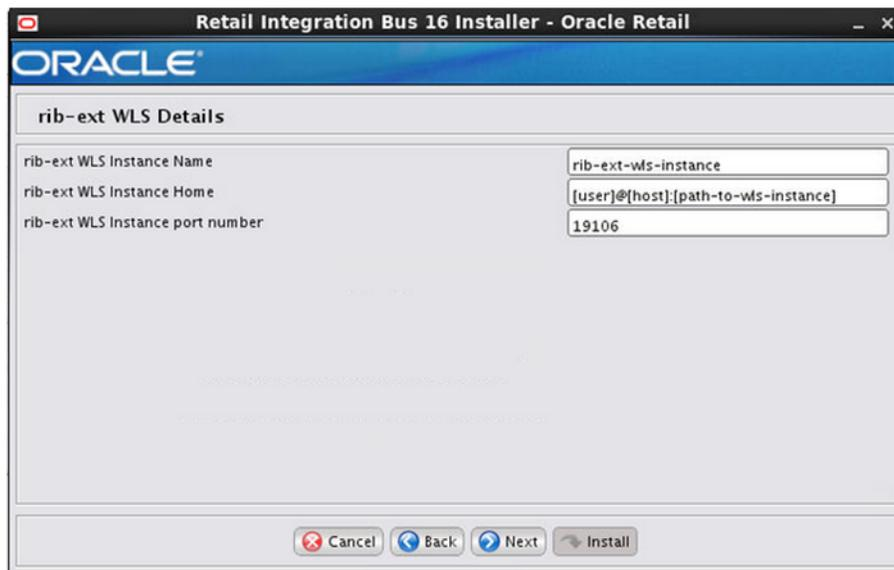 Retail Integration Bus 16 Installer - Oracle Retail
ORACLE®
rib-ext WLS Details
rib-ext WLS Instance Name rib-ext-wls-instance
rib-ext WLS Instance Home [user]@[host]:[path-to-wls-instance]
rib-ext WLS Instance port number 19106
Cancel Back Next Install